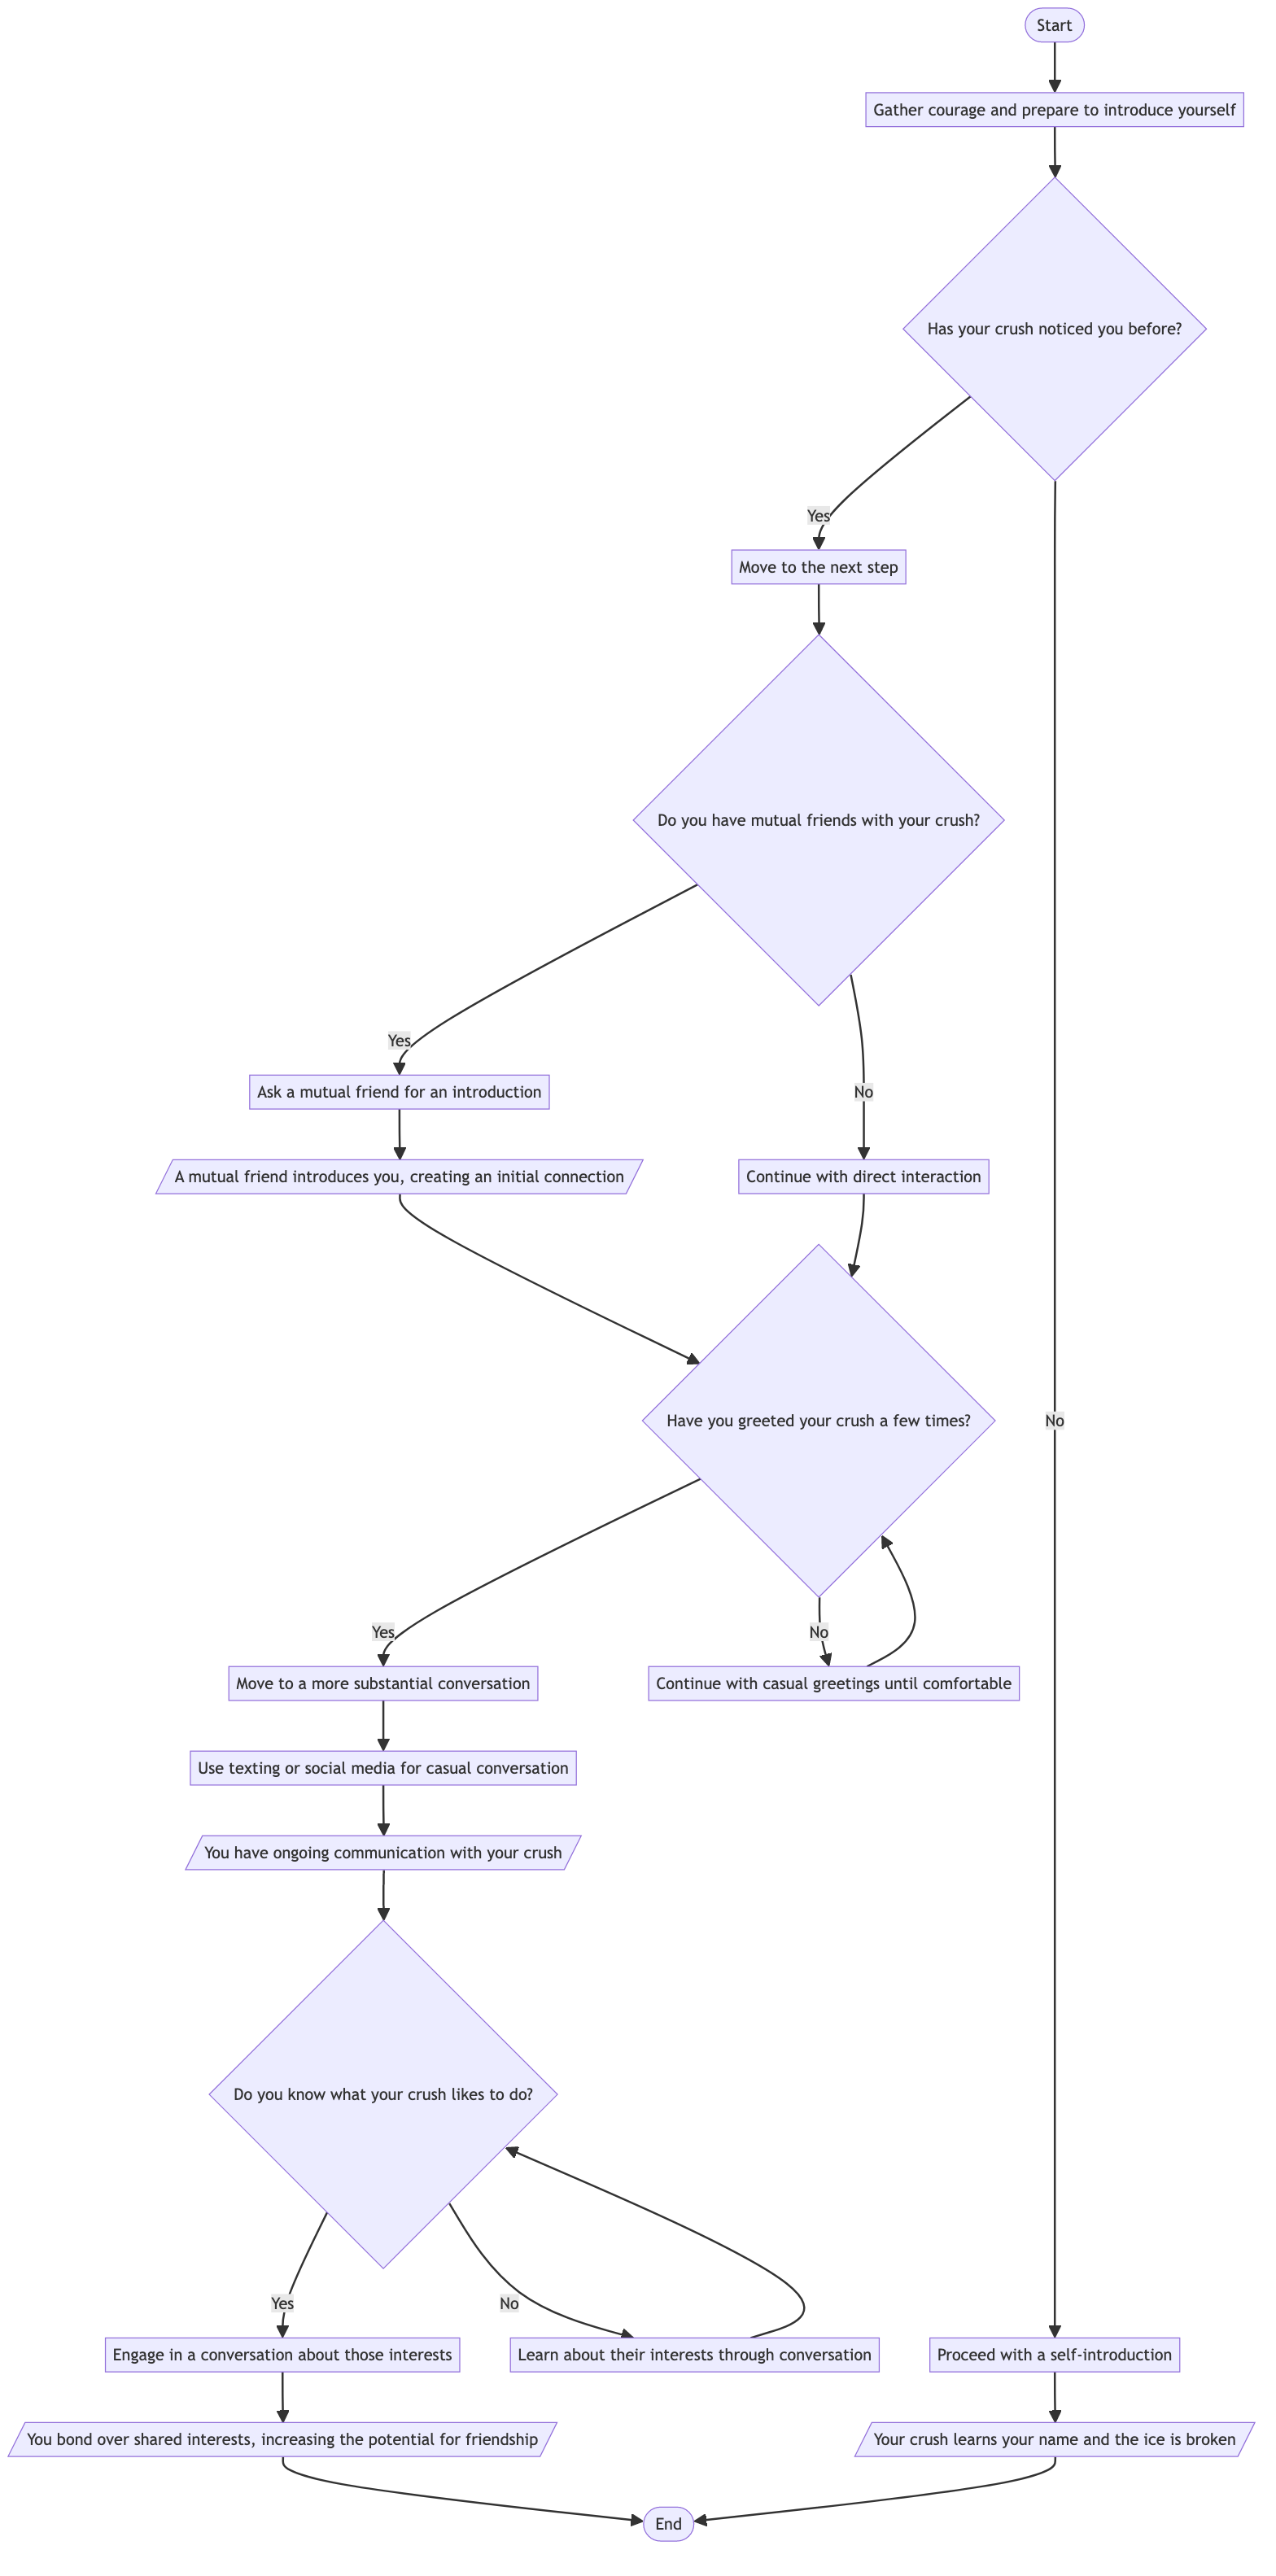 Start
Gather courage and prepare to introduce yourself
Has your crush noticed you before?
Yes
Move to the next step
Do you have mutual friends with your crush?
Yes
Ask a mutual friend for an introduction
No
A mutual friend introduces you, creating an initial connection
Continue with direct interaction
Have you greeted your crush a few times?
No
Yes
No
Move to a more substantial conversation
Continue with casual greetings until comfortable
Use texting or social media for casual conversation
You have ongoing communication with your crush
Do you know what your crush likes to do?
Yes
No
Engage in a conversation about those interests
Learn about their interests through conversation
Proceed with a self-introduction
You bond over shared interests, increasing the potential for friendship
Your crush learns your name and the ice is broken
End